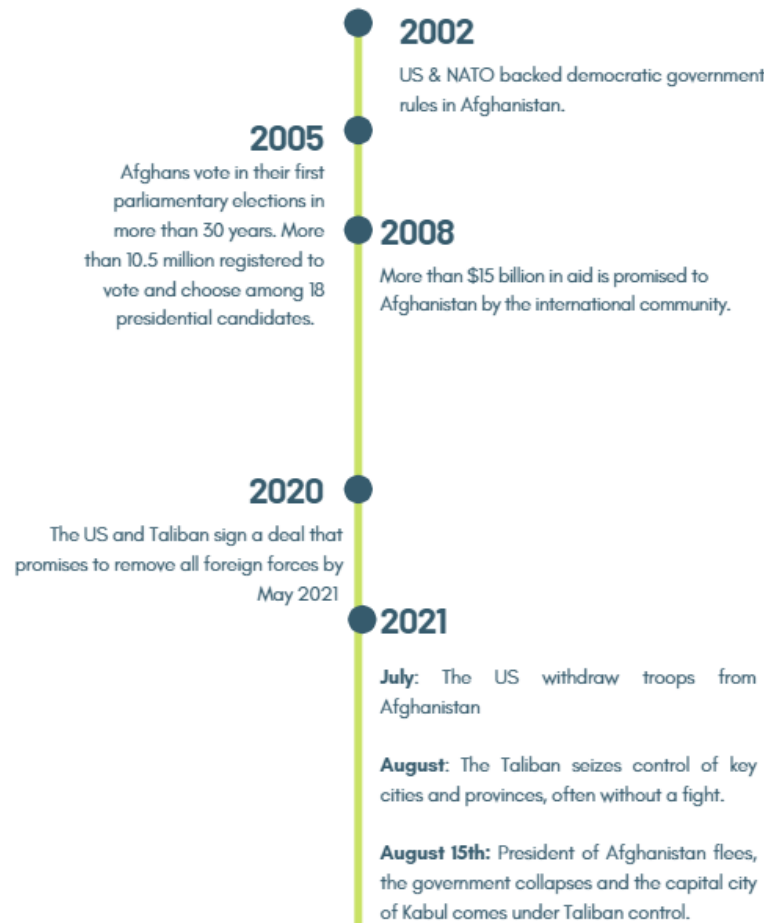 2002
US & NATO backed democratic government
rules in Afghanistan.
2005
Afghans vote in their first
parliamentary elections in
more than 30 years. More
than 10.5 million registered to
vote and choose among 18
presidential candidates.
2008
More than $15 billion in aid is promised to
Afghanistan by the international community.
2020
The US and Taliban sign a deal that
promises to remove all foreign forces by
May 2021
2021
July: The US withdraw troops from
Afghanistan
August: The Taliban seizes control of key
cities and provinces, often without a fight.
August 15th: President of Afghanistan flees,
the government collapses and the capital city
of Kabul comes under Taliban control.